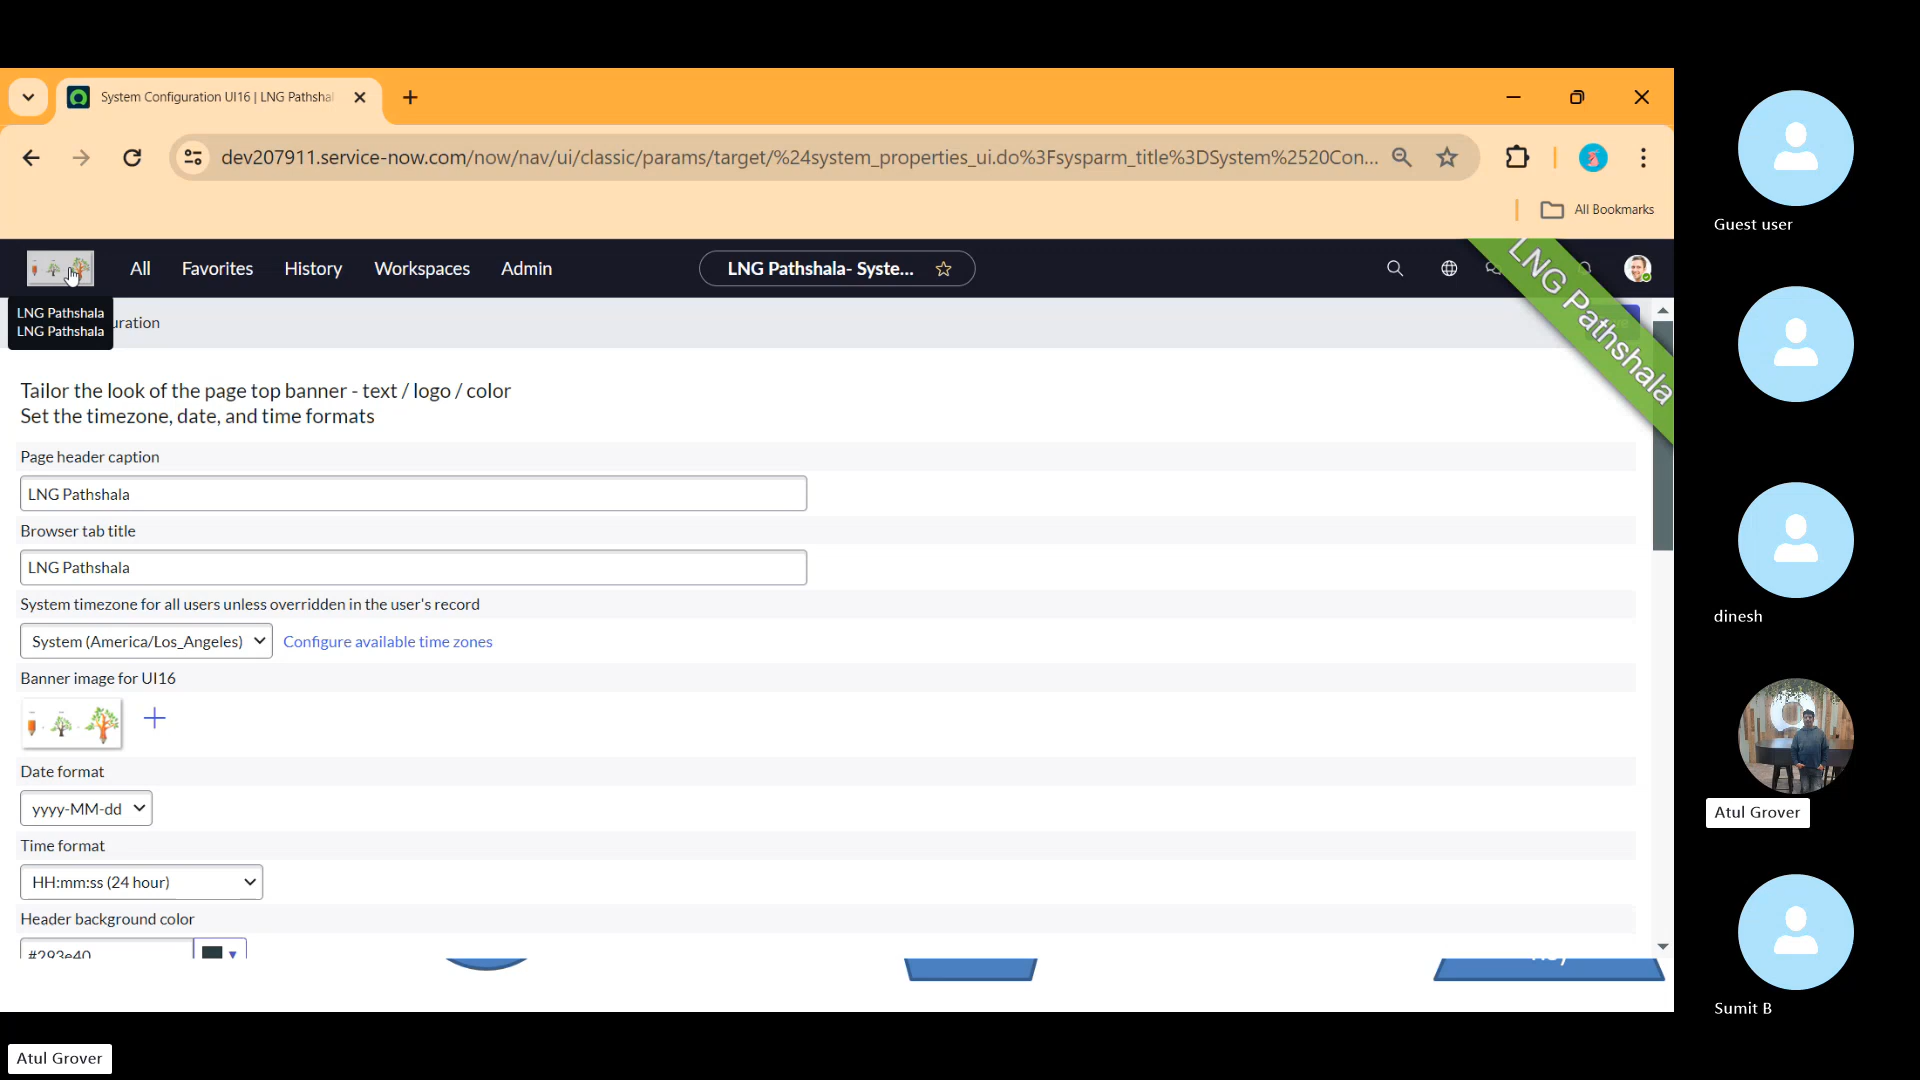 System Configuration UI16 | LNG Pathsha
dev207911.service-now.com/now/nav/ui/classic/params/target/%24system_properties_ui.do%3Fsysparm_title%3DSystem%2520Con...
All Bookmarks
All
Favorites
History
Workspaces
Admin
LNG Pathshala- Syste...
LNG Pathshala
LNG Pathshala
LNG Pathshala
uration
Tailor the look of the page top banner - text / logo / color
Set the timezone, date, and time formats
Page header caption
LNG Pathshala
Browser tab title
LNG Pathshala
System timezone for all users unless overridden in the user's record
System (America/Los_Angeles)
Configure available time zones
Banner image for UI16
Date format
yyyy-MM-dd
Time format
HH:mm:ss (24 hour)
Header background color
#293e40
Guest user
dinesh
Atul Grover
Sumit B
Atul Grover